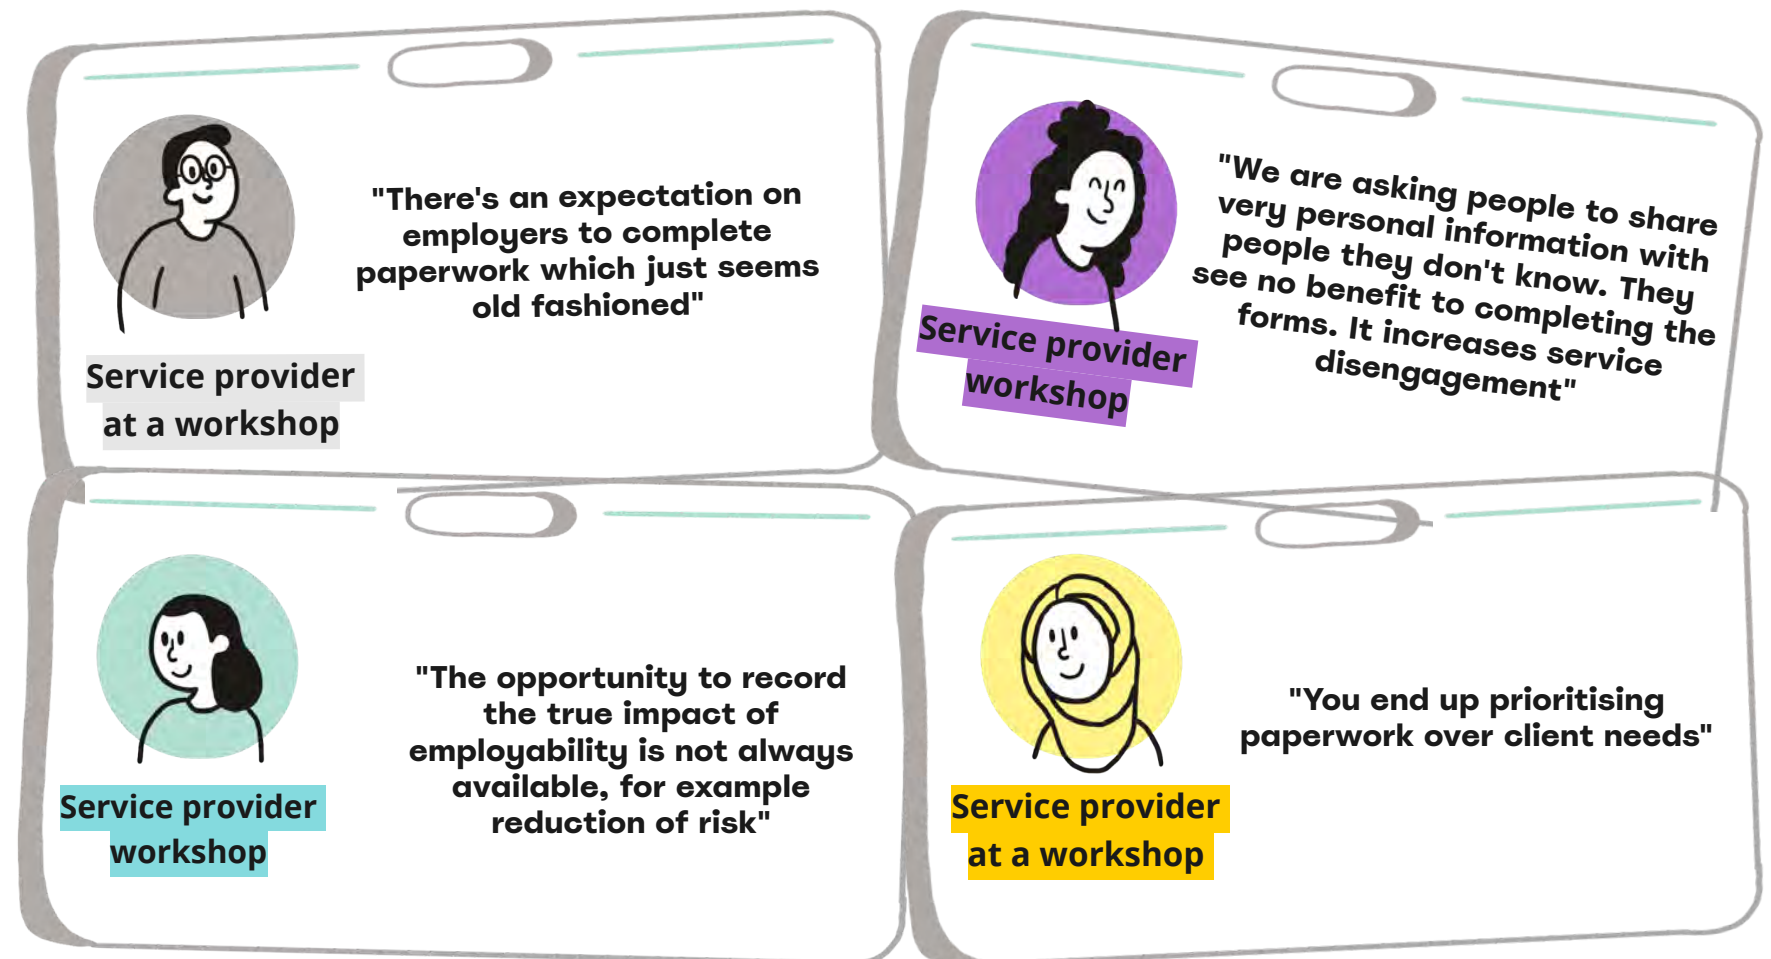 "There's an expectation on
employers to complete
paperwork which just seems
old fashioned"
Service provider
at a workshop
"We are asking people to share
very personal information with
people they don't know. They
see no benefit to completing the
forms. It increases service
disengagement"
Service provider
workshop
"The opportunity to record
the true impact of
employability is not always
available, for example
reduction of risk"
Service provider
workshop
"You end up prioritising
paperwork over client needs"
Service provider
at a workshop